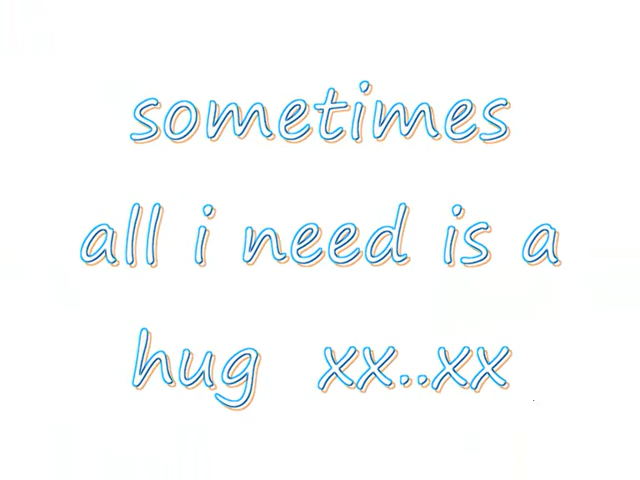 sometimes
all i need is a
hug xx..xx